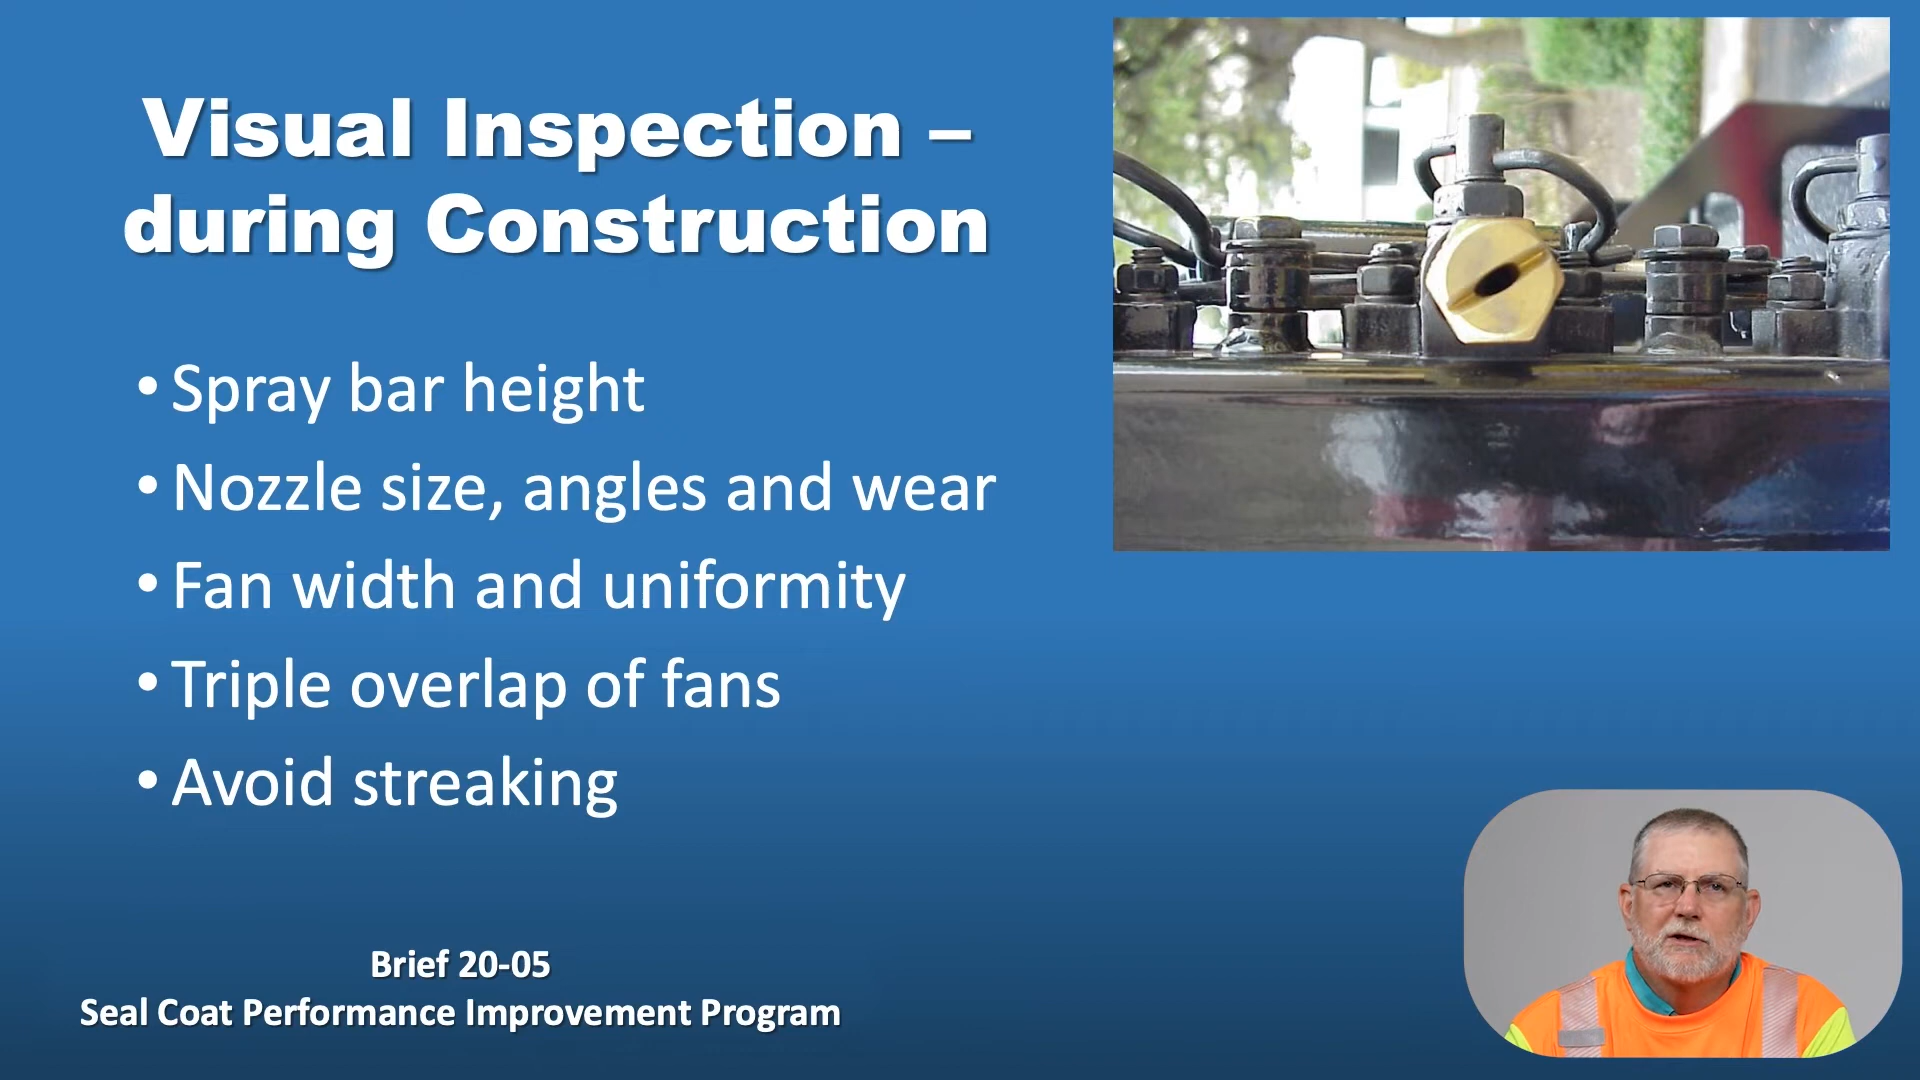 Visual Inspection –
during Construction
• Spray bar height
• Nozzle size, angles and wear
• Fan width and uniformity
• Triple overlap of fans
• Avoid streaking
Brief 20-05
Seal Coat Performance Improvement Program